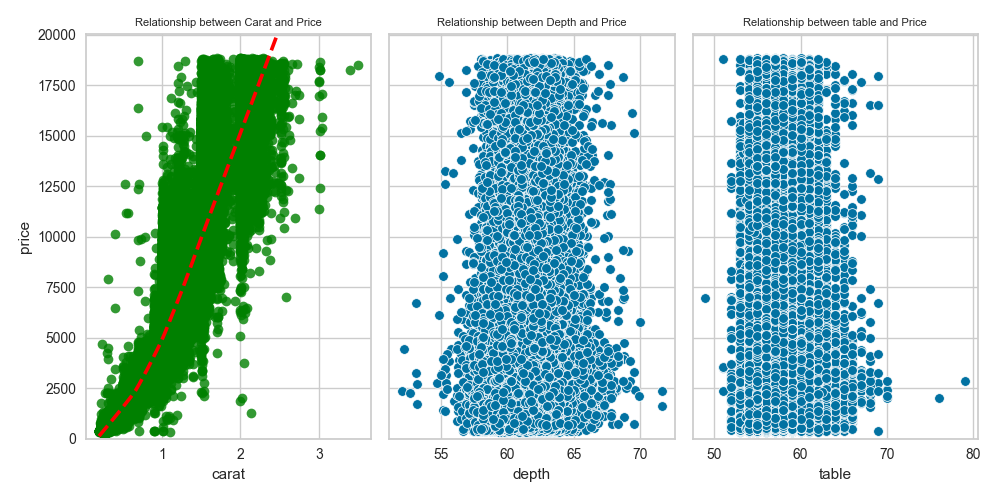 Relationship between Carat and Price
Relationship between Depth and Price
Relationship between table and Price
20000
17500
15000
12500
10000
7500
5000
2500
0
price
1 2 3
55 60 65 70
50 60 70 80
carat
depth
table